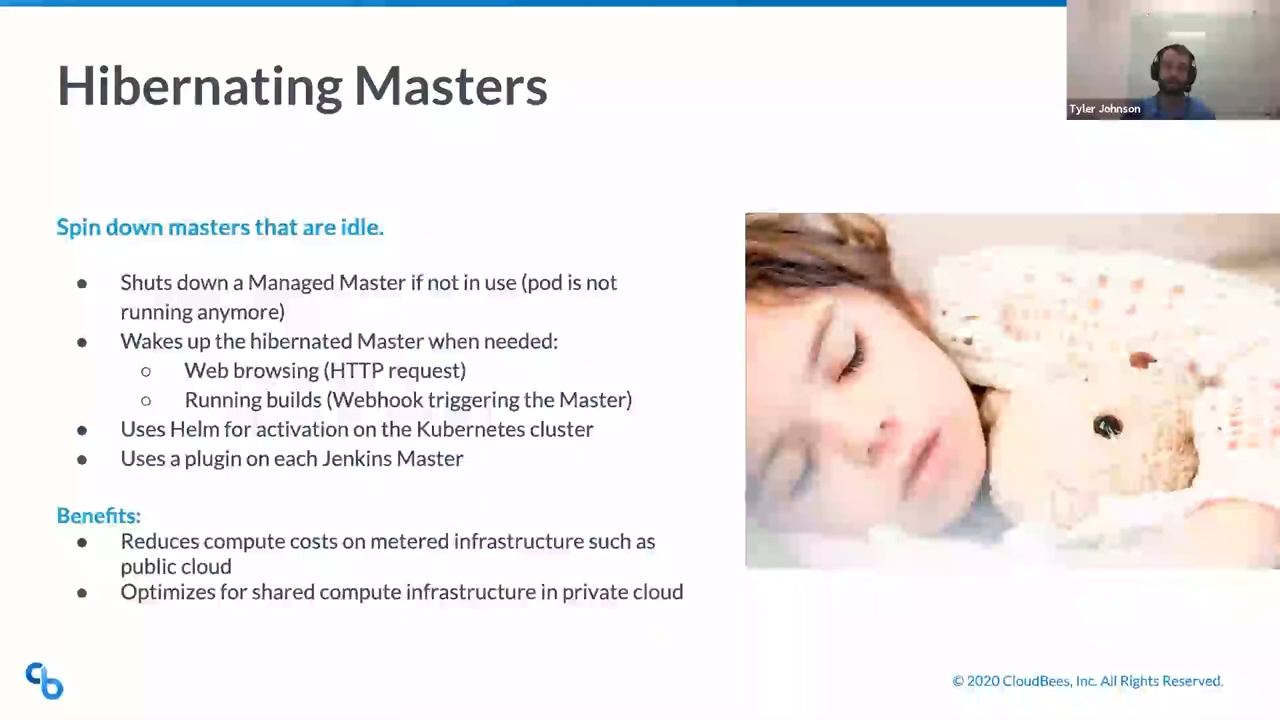 Hibernating Masters
Tyler Johnson
Spin down masters that are idle.
● Shuts down a Managed Master if not in use (pod is not
running anymore)
● Wakes up the hibernated Master when needed:
○ Web browsing (HTTP request)
○ Running builds (Webhook triggering the Master)
● Uses Helm for activation on the Kubernetes cluster
● Uses a plugin on each Jenkins Master
Benefits:
● Reduces compute costs on metered infrastructure such as
public cloud
● Optimizes for shared compute infrastructure in private cloud
© 2020 CloudBees, Inc. All Rights Reserved.